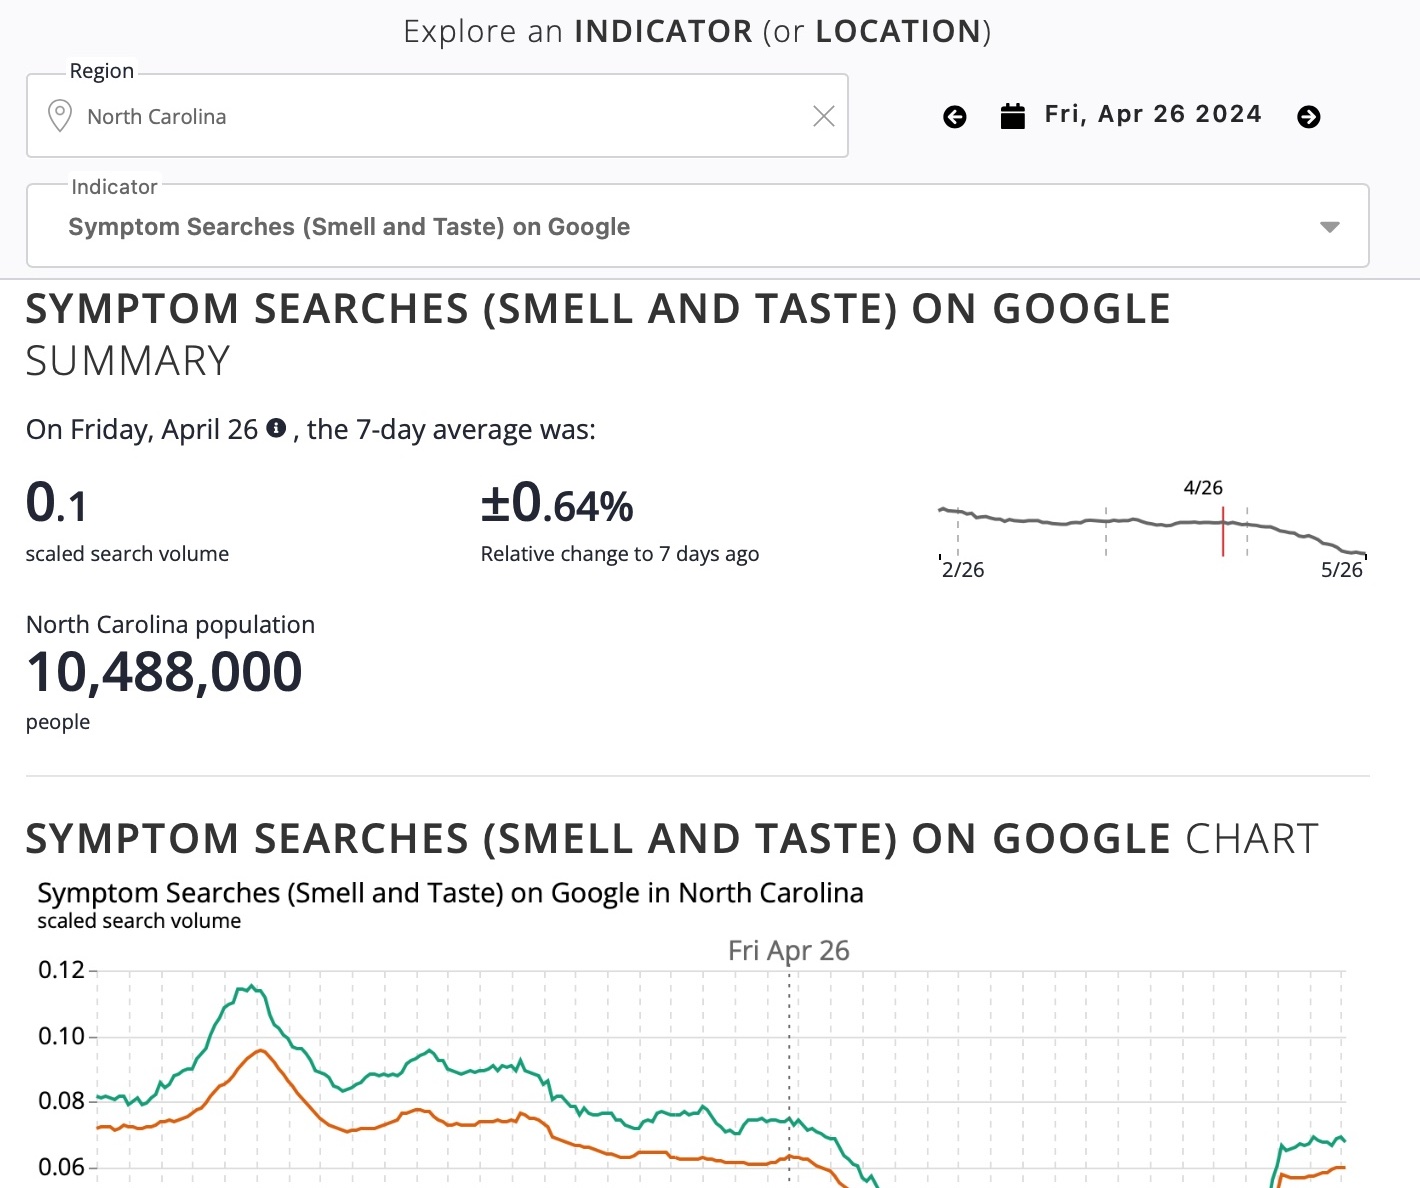 Explore an INDICATOR (or LOCATION)
Region
North Carolina
Fri, Apr 26 2024
Indicator
Symptom Searches (Smell and Taste) on Google
SYMPTOM SEARCHES (SMELL AND TASTE) ON GOOGLE
SUMMARY
On Friday, April 26 , the 7-day average was:
0.1
scaled search volume
±0.64%
Relative change to 7 days ago
4/26
2/26
5/26
North Carolina population
10,488,000
people
SYMPTOM SEARCHES (SMELL AND TASTE) ON GOOGLE CHART
Symptom Searches (Smell and Taste) on Google in North Carolina
scaled search volume
Fri Apr 26
0.12
0.10
0.08
0.06